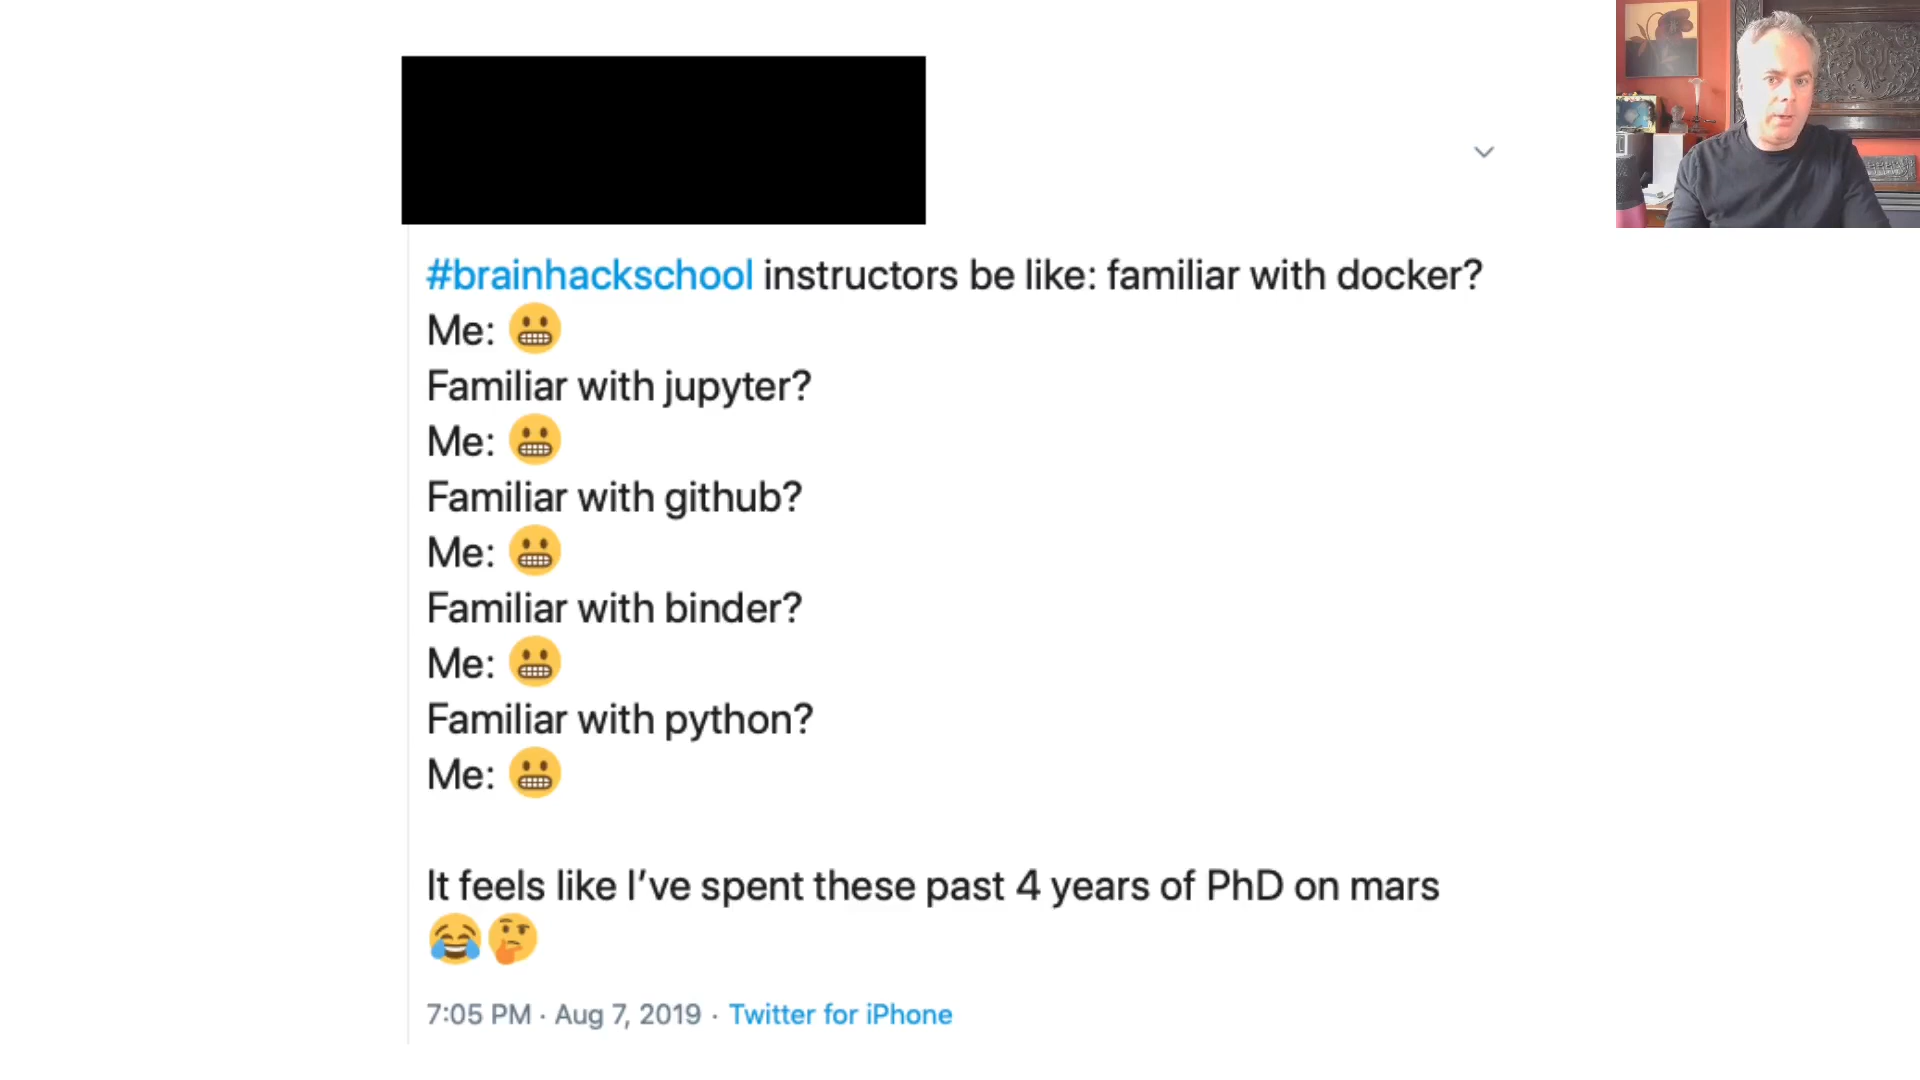 #brainhackschool instructors be like: familiar with docker?
Me: 😬
Familiar with jupyter?
Me: 😬
Familiar with github?
Me: 😬
Familiar with binder?
Me: 😬
Familiar with python?
Me: 😬
It feels like I’ve spent these past 4 years of PhD on mars
😂🤔
7:05 PM · Aug 7, 2019 · Twitter for iPhone